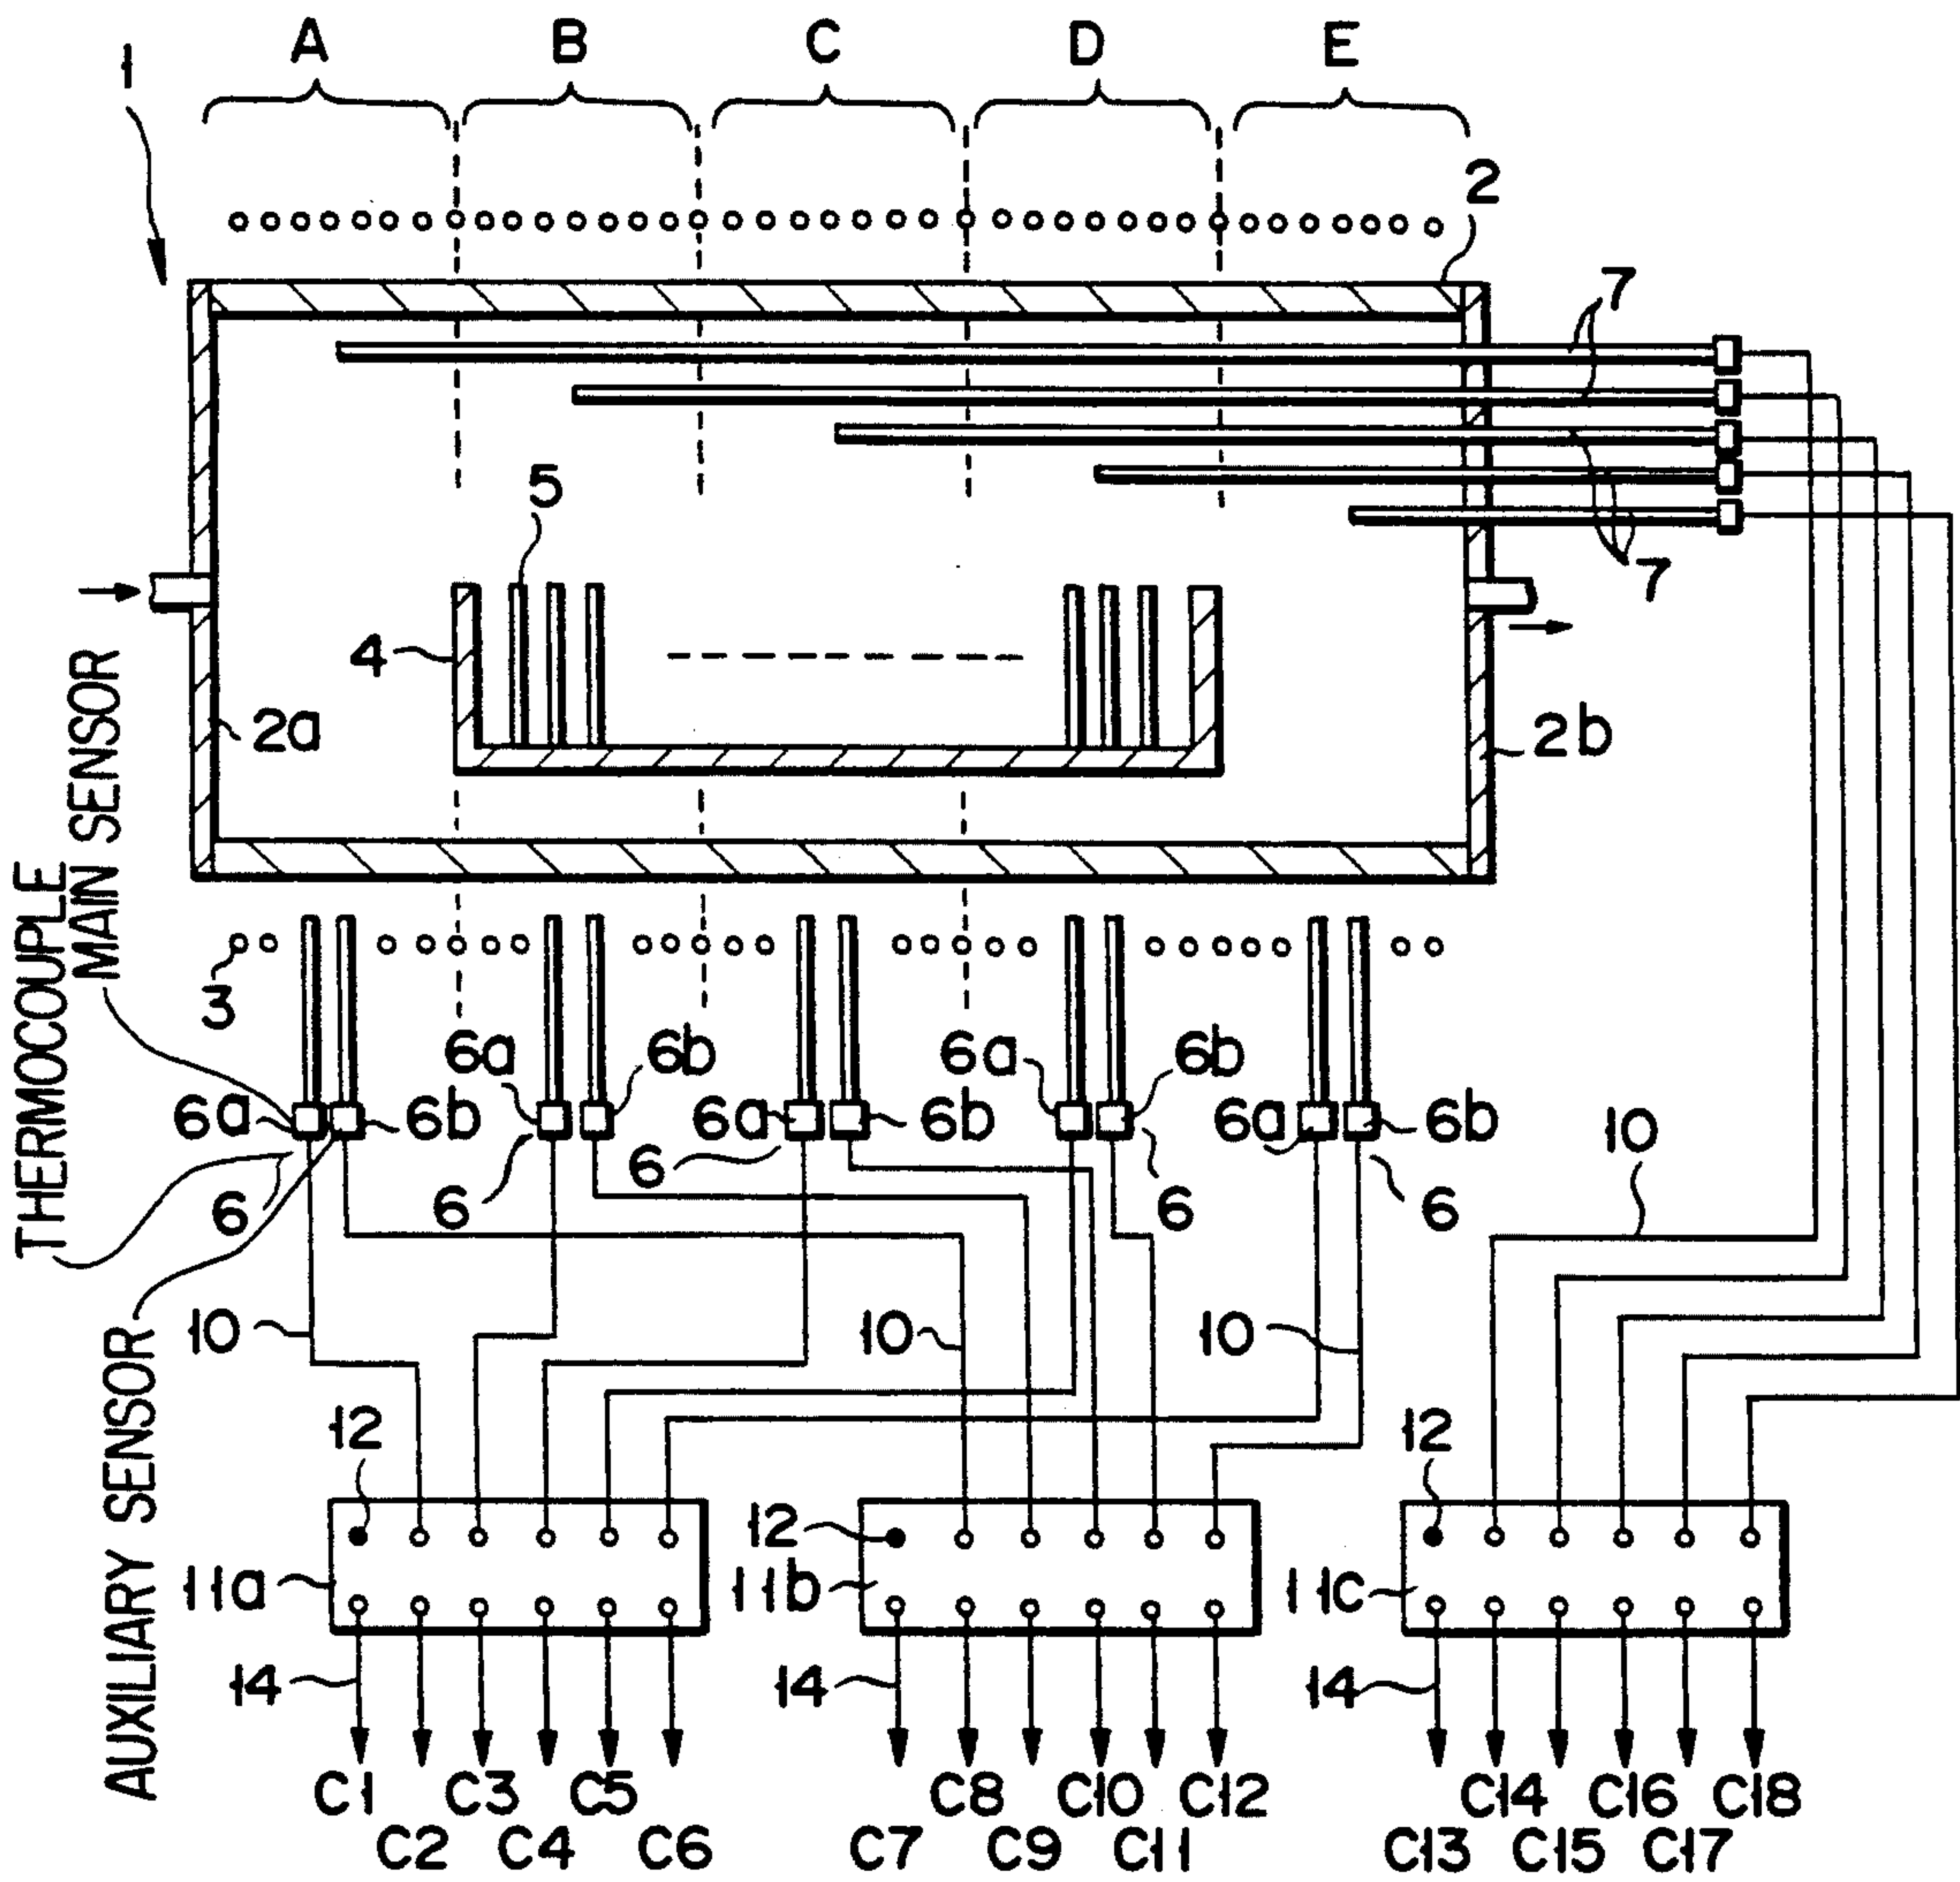 A B C D E
1
2
7
5
7
4
2a
2b
THERMOCOUPLE
MAIN SENSOR
3
6a 6b 6a 6b
6a 6b 6a 6b 6a 6b
10
6 6 6 6 6
10 10 10
AUXILIARY SENSOR
12 12 12
11a 11b 11c
14 14 14
C1 C3 C5 C8 C10 C12 C14 C16 C18
C2 C4 C6 C7 C9 C11 C13 C15 C17